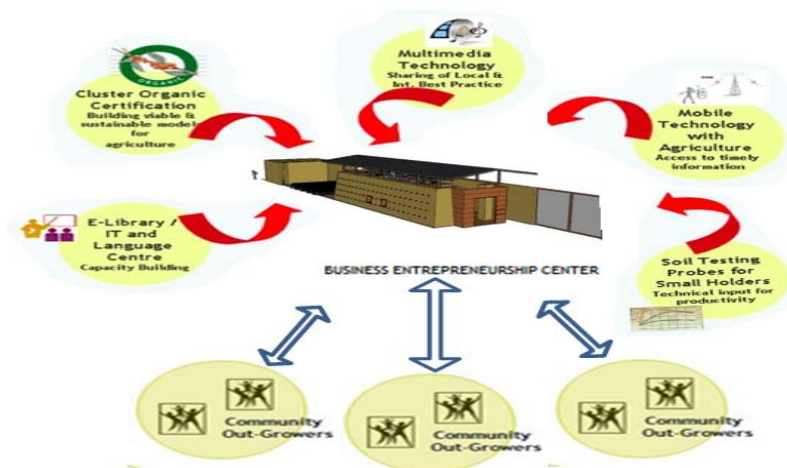 ORGANIC
Cluster Organic
Certification
Building viable &
sustainable models
for
agriculture
Multimedia
Technology
Sharing of Local &
Int. Best Practice
Mobile
Technology
with
Agriculture
Access to timely
information
E-Library /
IT and
Language
Centre
Capacity Building
Soil Testing
Probes for
Small Holders
Technical input for
productivity
BUSINESS ENTREPRENEURSHIP CENTER
Community
Out-Growers
Community
Out-Growers
Community
Out-Growers